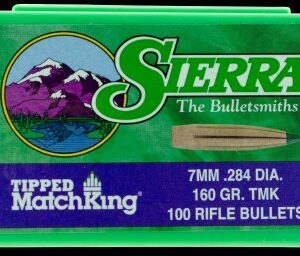 SIERRA
The Bulletsmiths
TIPPED
MatchKing
7MM .284 DIA.
160 GR. TMK
100 RIFLE BULLETS